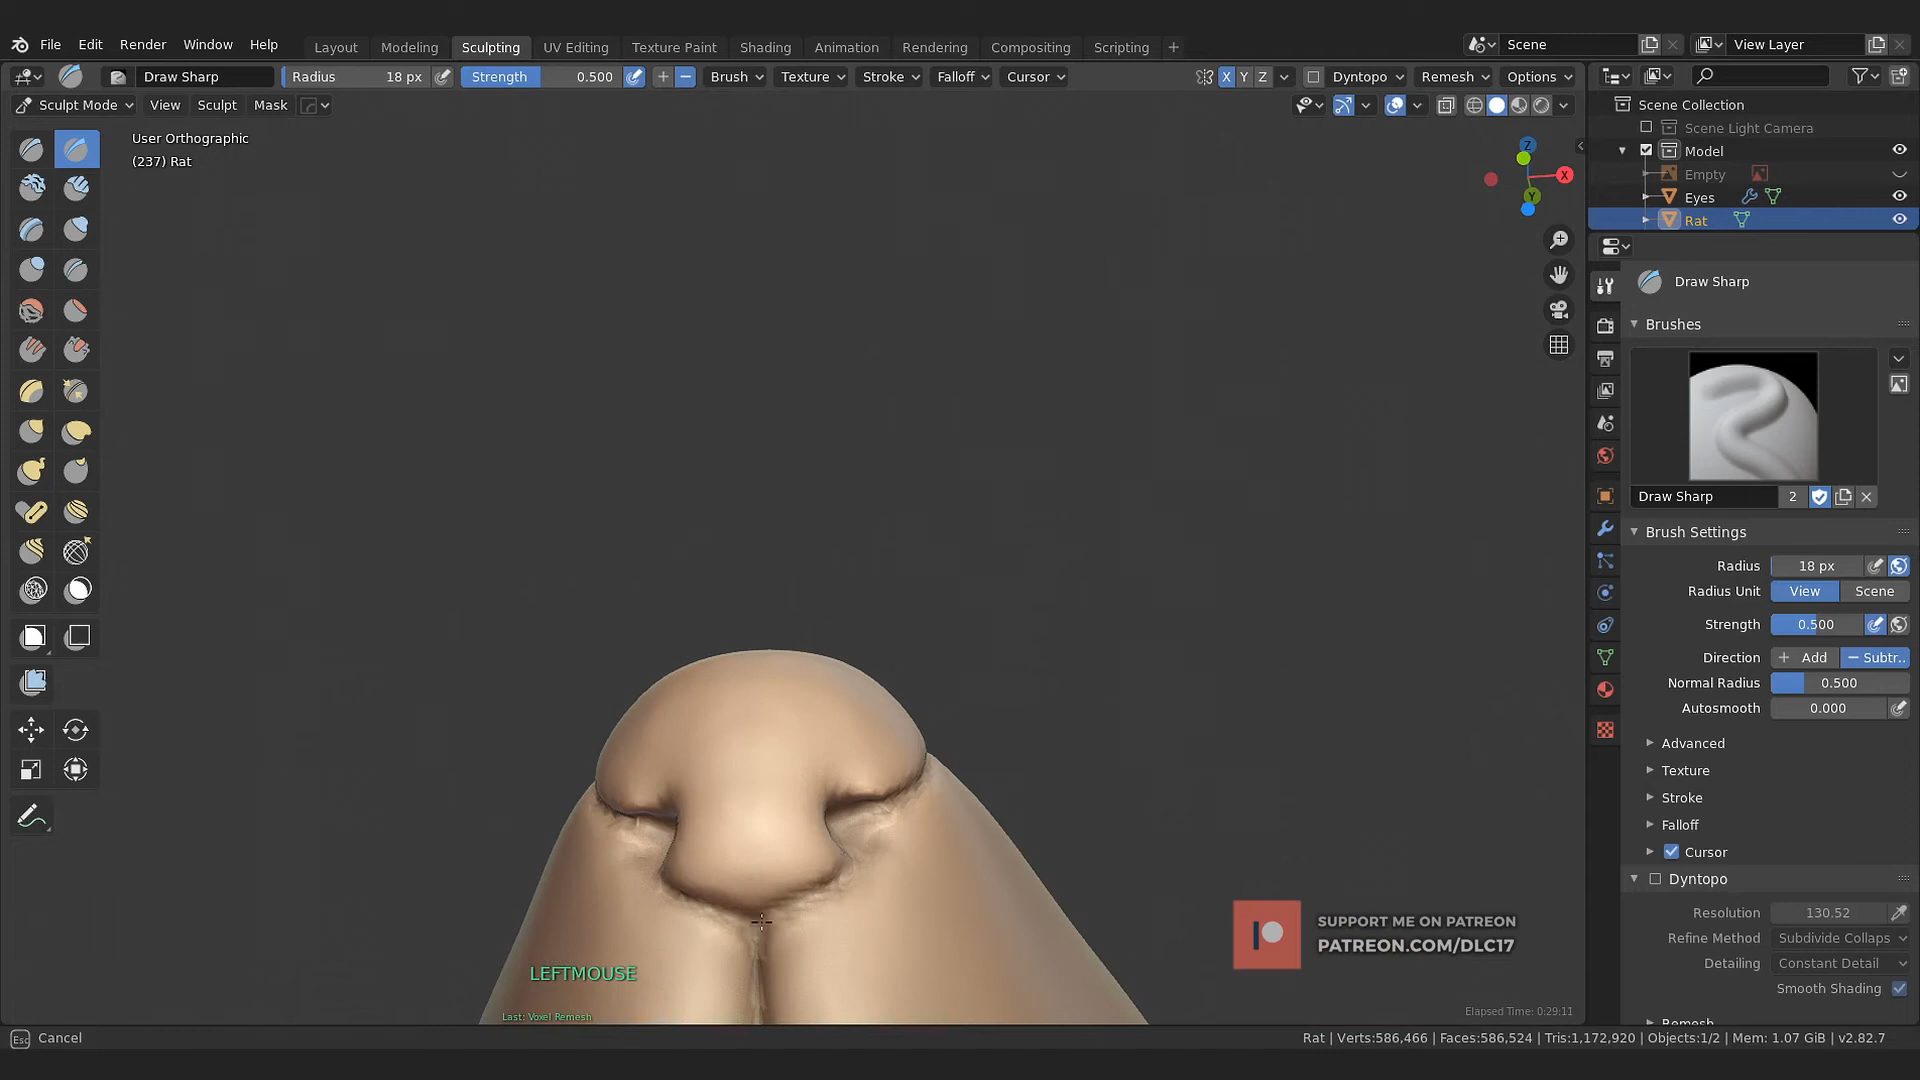 File Edit Render Window Help Layout Modeling Sculpting UV Editing Texture Paint Shading Animation Rendering Compositing Scripting + Scene View Layer
Draw Sharp Radius 18 px Strength 0.500 + − Brush Texture Stroke Falloff Cursor X Y Z Dyntopo Remesh Options
Sculpt Mode View Sculpt Mask
Scene Collection
Scene Light Camera
Model
Empty
Eyes
Rat
User Orthographic
(237) Rat
Z
X
Y
Draw Sharp
Brushes
Draw Sharp 2
Brush Settings
Radius 18 px
Radius Unit View Scene
Strength 0.500
Direction + Add − Subtr..
Normal Radius 0.500
Autosmooth 0.000
Advanced
Texture
Stroke
Falloff
Cursor
Dyntopo
Resolution 130.52
Refine Method Subdivide Collaps
Detailing Constant Detail
Smooth Shading
Remesh
SUPPORT ME ON PATREON
PATREON.COM/DLC17
LEFTMOUSE
Last: Voxel Remesh
Elapsed Time: 0:29:11
Esc Cancel
Rat | Verts:586,466 | Faces:586,524 | Tris:1,172,920 | Objects:1/2 | Mem: 1.07 GiB | v2.82.7